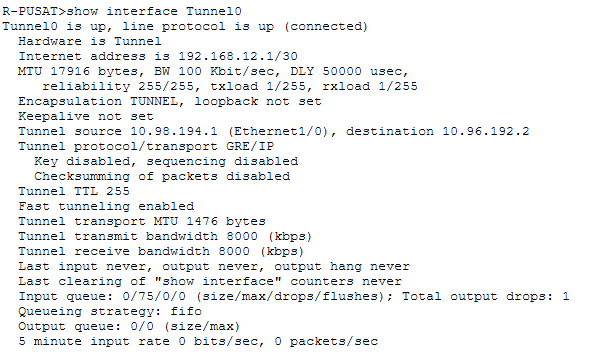 R-PUSAT>show interface Tunnel0
Tunnel0 is up, line protocol is up (connected)
  Hardware is Tunnel
  Internet address is 192.168.12.1/30
  MTU 17916 bytes, BW 100 Kbit/sec, DLY 50000 usec,
     reliability 255/255, txload 1/255, rxload 1/255
  Encapsulation TUNNEL, loopback not set
  Keepalive not set
  Tunnel source 10.98.194.1 (Ethernet1/0), destination 10.96.192.2
  Tunnel protocol/transport GRE/IP
    Key disabled, sequencing disabled
    Checksumming of packets disabled
  Tunnel TTL 255
  Fast tunneling enabled
  Tunnel transport MTU 1476 bytes
  Tunnel transmit bandwidth 8000 (kbps)
  Tunnel receive bandwidth 8000 (kbps)
  Last input never, output never, output hang never
  Last clearing of "show interface" counters never
  Input queue: 0/75/0/0 (size/max/drops/flushes); Total output drops: 1
  Queueing strategy: fifo
  Output queue: 0/0 (size/max)
  5 minute input rate 0 bits/sec, 0 packets/sec